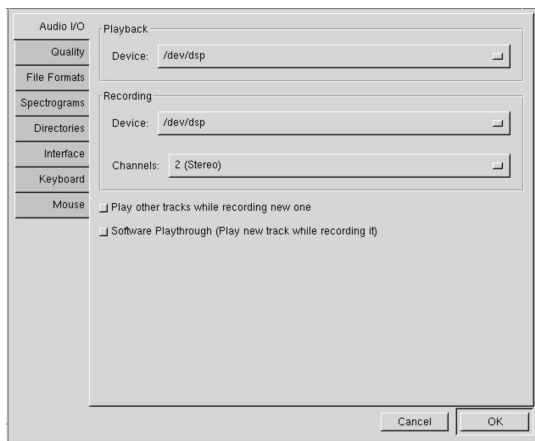 Audio I/O
Quality
File Formats
Spectrograms
Directories
Interface
Keyboard
Mouse
Playback
Device: /dev/dsp
Recording
Device: /dev/dsp
Channels: 2 (Stereo)
Play other tracks while recording new one
Software Playthrough (Play new track while recording it)
Cancel OK